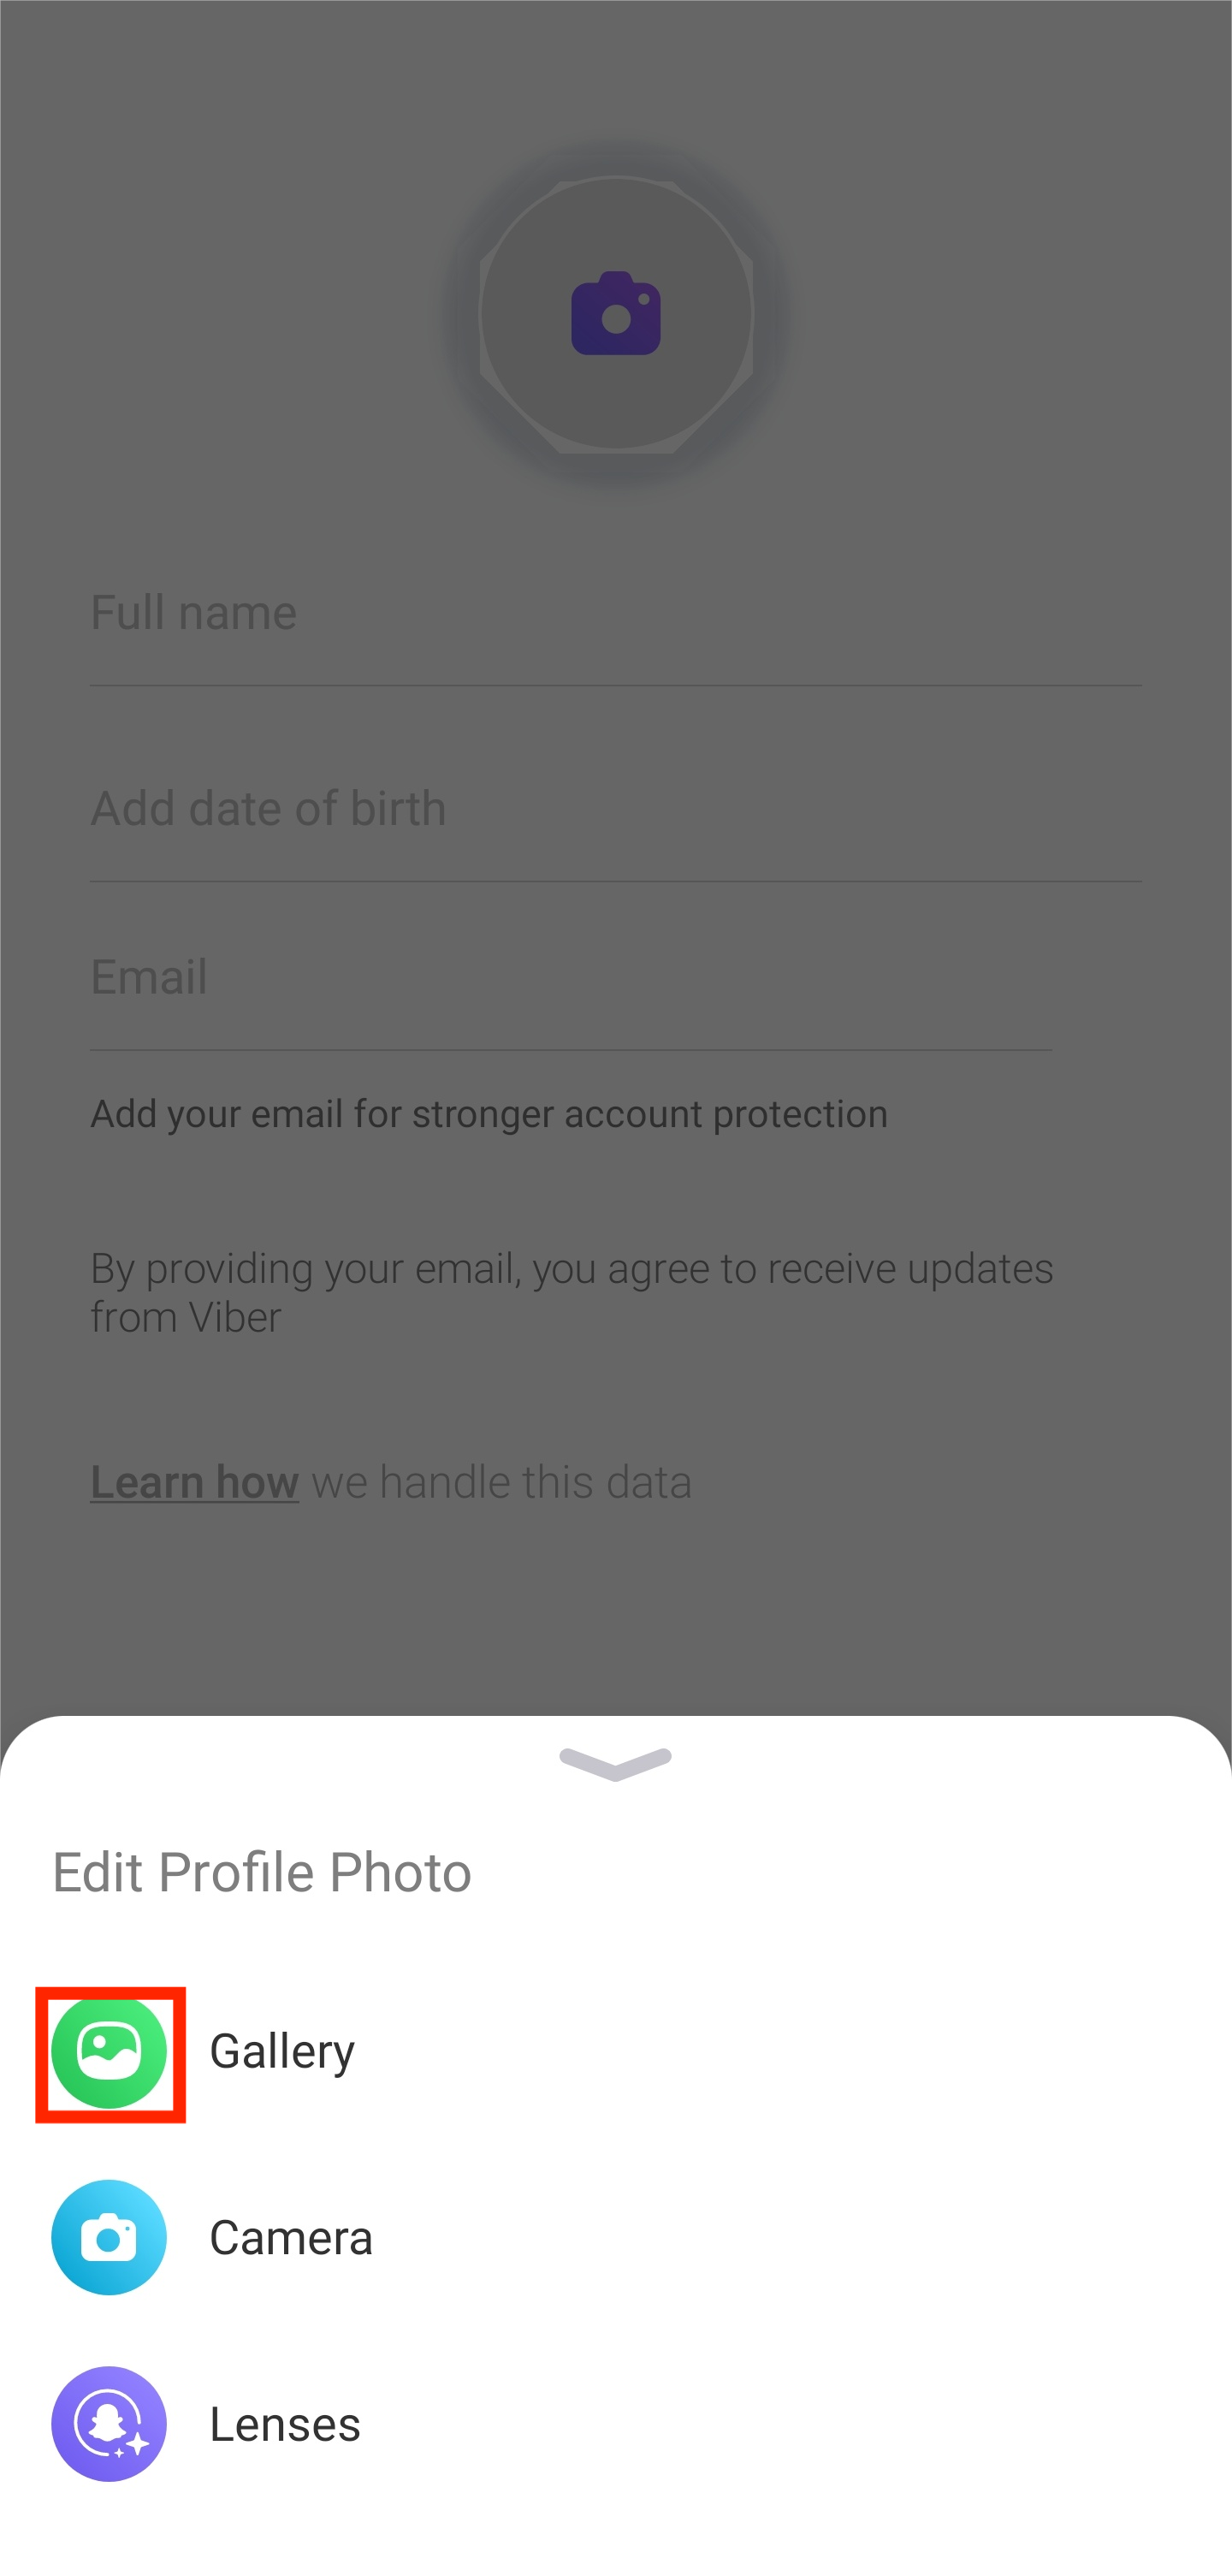 Full name
Add date of birth
Email
Add your email for stronger account protection
By providing your email, you agree to receive updates
from Viber
Learn how we handle this data
Edit Profile Photo
Gallery
Camera
Lenses